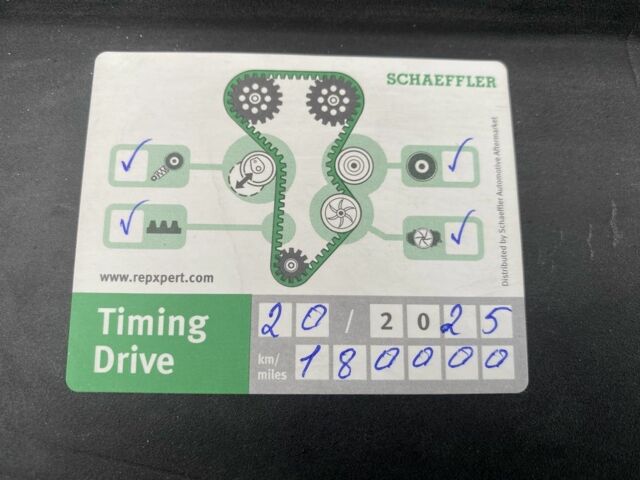 SCHAEFFLER
✓
✓
✓
✓
Distributed by Schaeffler Automotive Aftermarket
www.repxpert.com
Timing
Drive
20 / 2025
km/
miles
180000